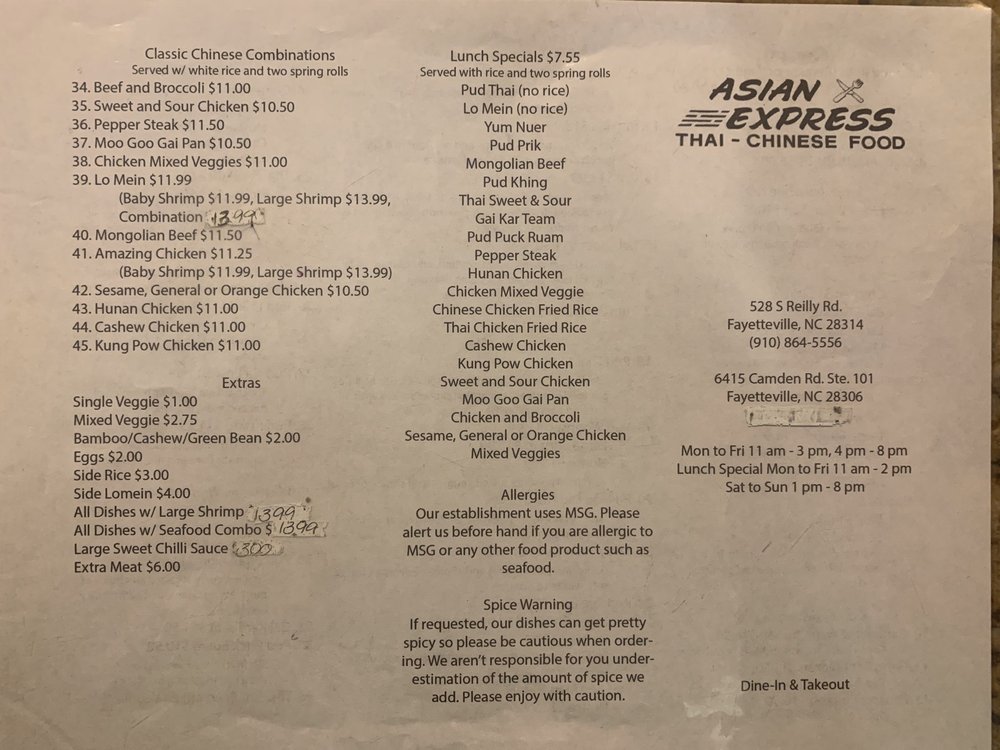 Classic Chinese Combinations
Served w/ white rice and two spring rolls
34. Beef and Broccoli $11.00
35. Sweet and Sour Chicken $10.50
36. Pepper Steak $11.50
37. Moo Goo Gai Pan $10.50
38. Chicken Mixed Veggies $11.00
39. Lo Mein $11.99
(Baby Shrimp $11.99, Large Shrimp $13.99,
Combination 13.99)
40. Mongolian Beef $11.50
41. Amazing Chicken $11.25
(Baby Shrimp $11.99, Large Shrimp $13.99)
42. Sesame, General or Orange Chicken $10.50
43. Hunan Chicken $11.00
44. Cashew Chicken $11.00
45. Kung Pow Chicken $11.00
Extras
Single Veggie $1.00
Mixed Veggie $2.75
Bamboo/Cashew/Green Bean $2.00
Eggs $2.00
Side Rice $3.00
Side Lomein $4.00
All Dishes w/ Large Shrimp 13.99
All Dishes w/ Seafood Combo $ 13.99
Large Sweet Chilli Sauce 3.00
Extra Meat $6.00
Lunch Specials $7.55
Served with rice and two spring rolls
Pud Thai (no rice)
Lo Mein (no rice)
Yum Nuer
Pud Prik
Mongolian Beef
Pud Khing
Thai Sweet & Sour
Gai Kar Team
Pud Puck Ruam
Pepper Steak
Hunan Chicken
Chicken Mixed Veggie
Chinese Chicken Fried Rice
Thai Chicken Fried Rice
Cashew Chicken
Kung Pow Chicken
Sweet and Sour Chicken
Moo Goo Gai Pan
Chicken and Broccoli
Sesame, General or Orange Chicken
Mixed Veggies
Allergies
Our establishment uses MSG. Please
alert us before hand if you are allergic to
MSG or any other food product such as
seafood.
Spice Warning
If requested, our dishes can get pretty
spicy so please be cautious when order-
ing. We aren't responsible for you under-
estimation of the amount of spice we
add. Please enjoy with caution.
ASIAN
EXPRESS
THAI - CHINESE FOOD
528 S Reilly Rd.
Fayetteville, NC 28314
(910) 864-5556
6415 Camden Rd. Ste. 101
Fayetteville, NC 28306
Mon to Fri 11 am - 3 pm, 4 pm - 8 pm
Lunch Special Mon to Fri 11 am - 2 pm
Sat to Sun 1 pm - 8 pm
Dine-In & Takeout